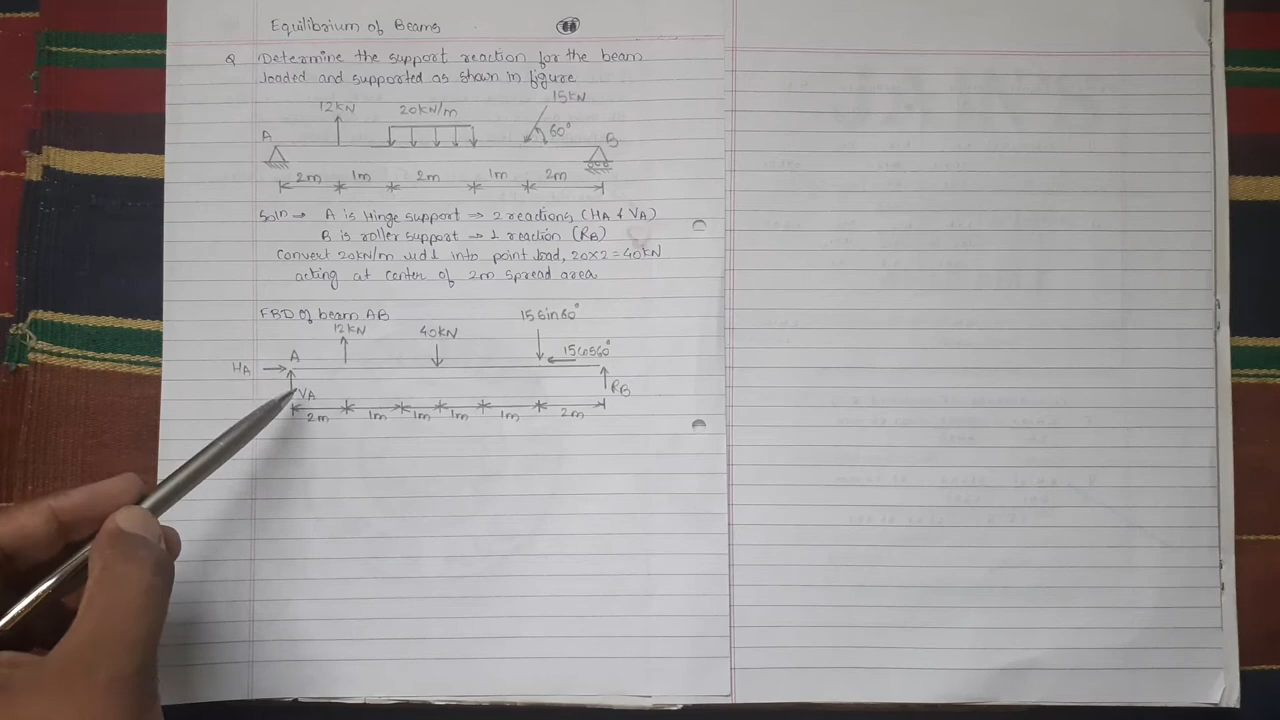 Equilibrium of Beams
Q Determine the support reaction for the beam
loaded and supported as shown in figure
12kN 20kN/m 15kN
A 60° B
2m 1m 2m 1m 2m
Soln → A is Hinge support → 2 reactions (HA & VA)
B is roller support → 1 reaction (RB)
Convert 20kN/m udl into point load, 20×2=40kN
acting at center of 2m spread area
FBD of beam AB
12kN 40kN 15sin60°
HA A 15cos60°
VA RB
2m 1m 1m 1m 1m 2m